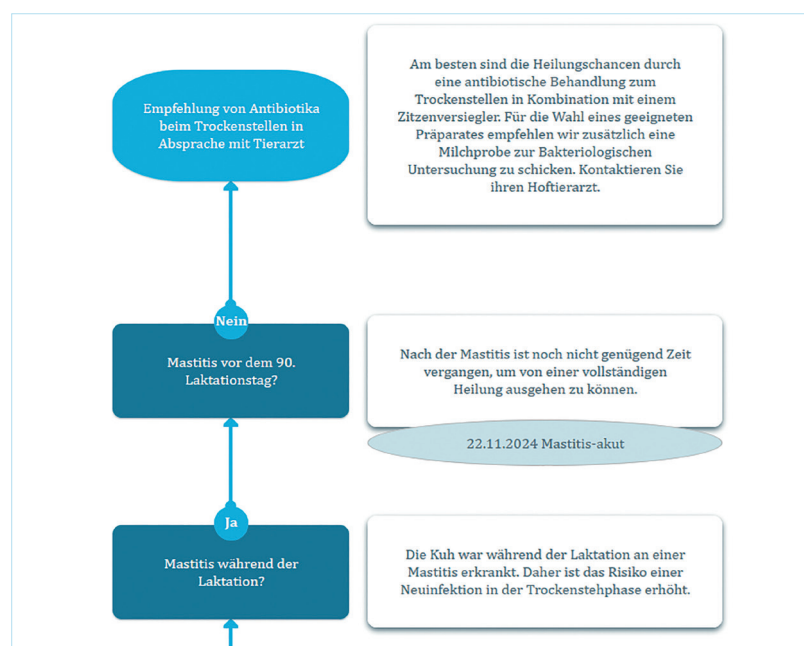 Empfehlung von Antibiotika
beim Trockenstellen in
Absprache mit Tierarzt
Am besten sind die Heilungschancen durch
eine antibiotische Behandlung zum
Trockenstellen in Kombination mit einem
Zitzenversiegler. Für die Wahl eines geeigneten
Präparates empfehlen wir zusätzlich eine
Milchprobe zur Bakteriologischen
Untersuchung zu schicken. Kontaktieren Sie
ihren Hoftierarzt.
Nein
Mastitis vor dem 90.
Laktationstag?
Nach der Mastitis ist noch nicht genügend Zeit
vergangen, um von einer vollständigen
Heilung ausgehen zu können.
22.11.2024 Mastitis-akut
Ja
Mastitis während der
Laktation?
Die Kuh war während der Laktation an einer
Mastitis erkrankt. Daher ist das Risiko einer
Neuinfektion in der Trockenstehphase erhöht.